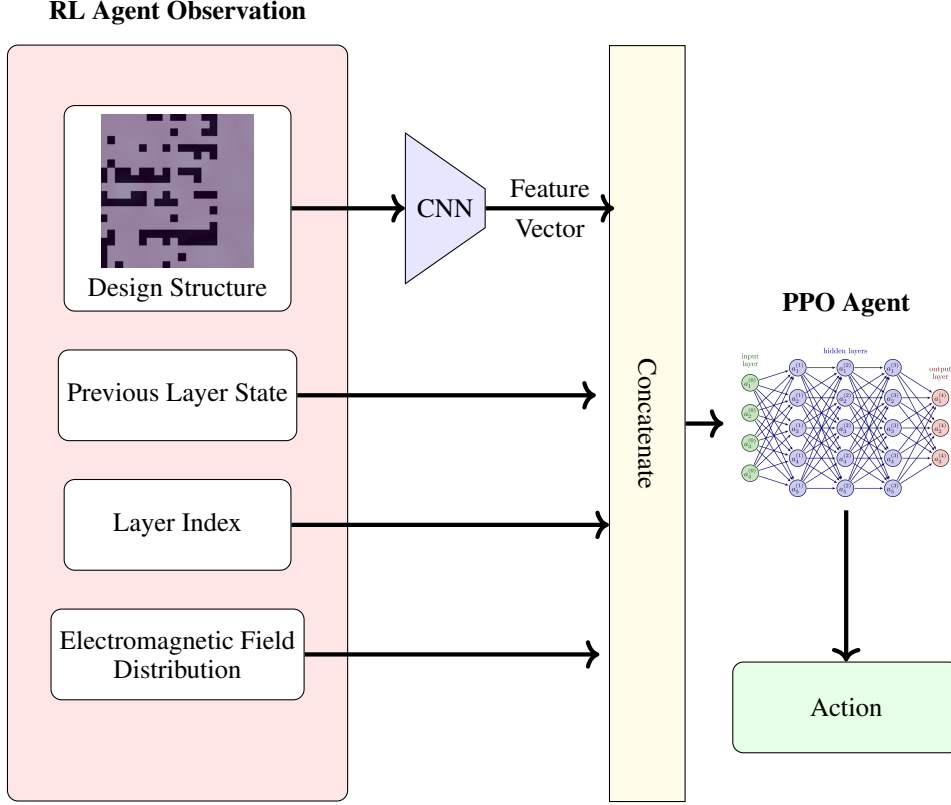 RL Agent Observation
Design Structure
CNN
Feature
Vector
Previous Layer State
Layer Index
Electromagnetic Field
Distribution
Concatenate
PPO Agent
input
layer
hidden layers
output
layer
Action